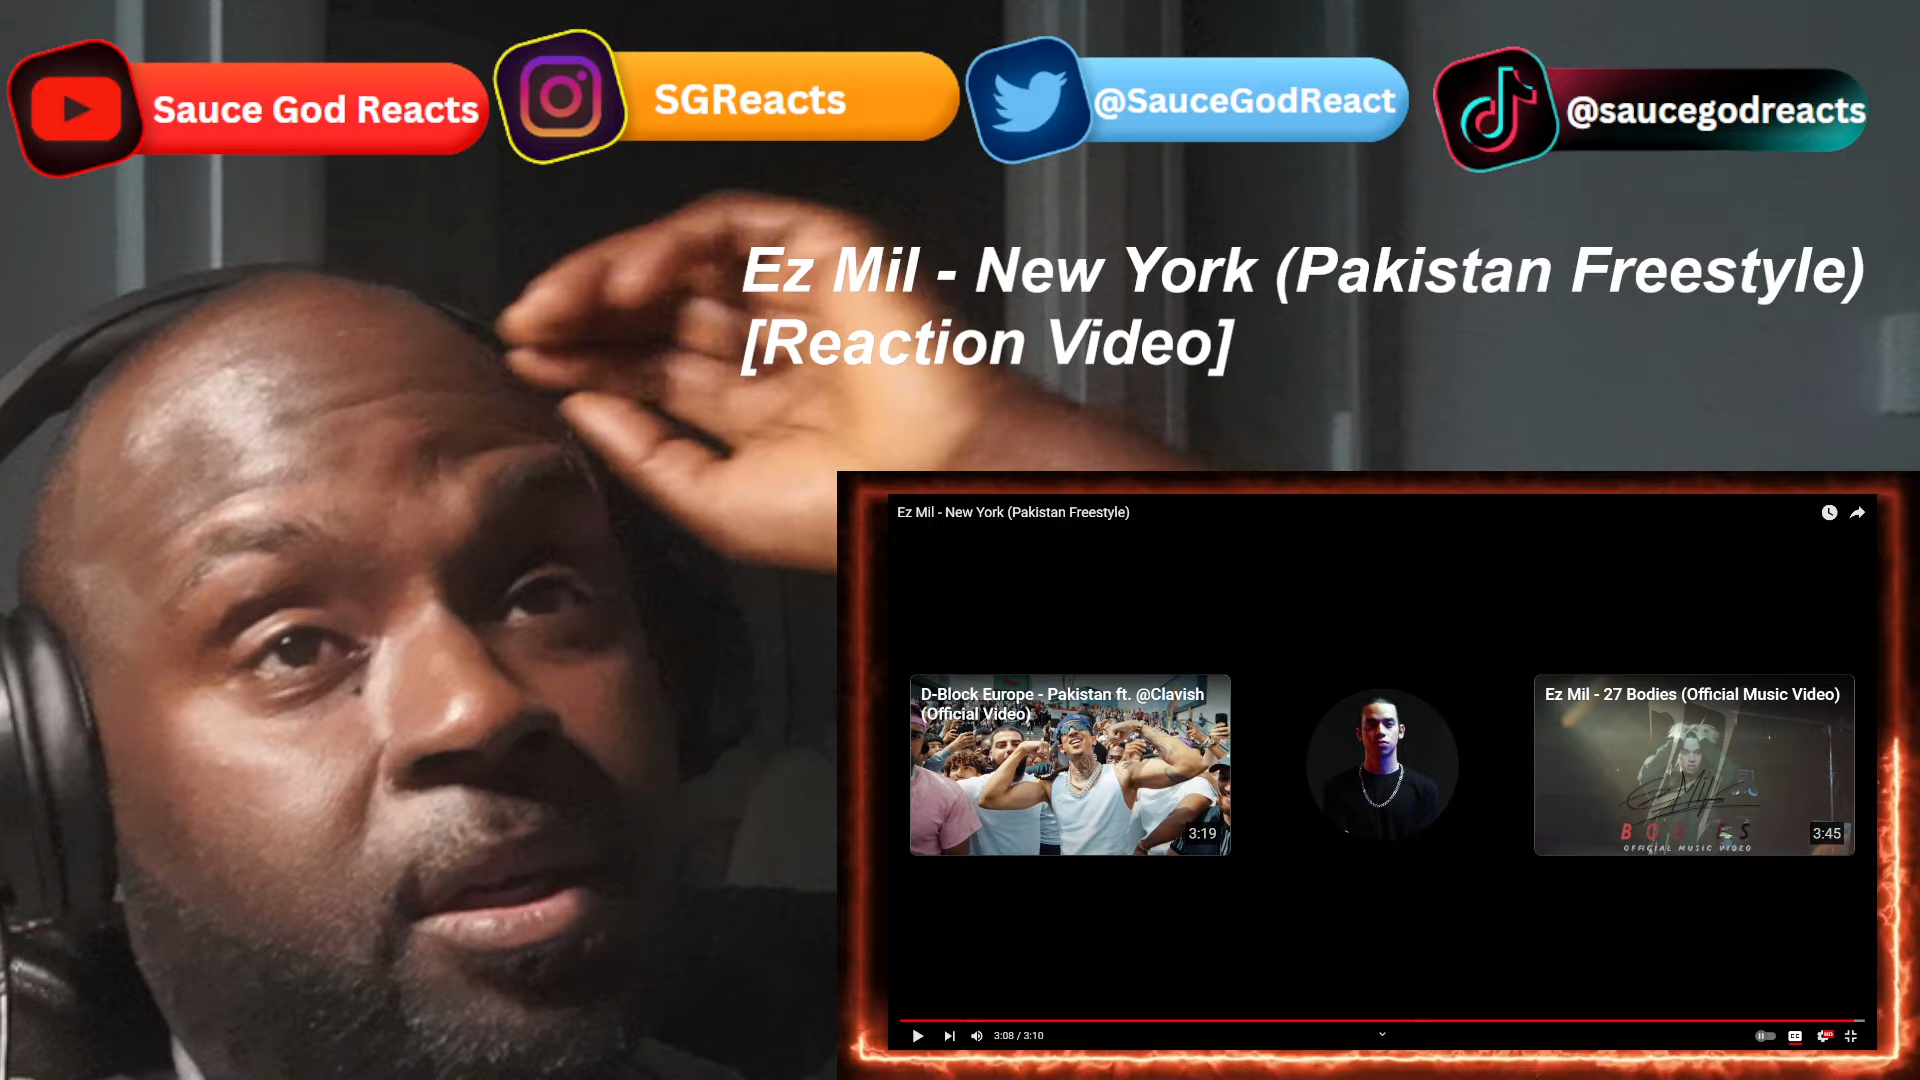 Sauce God Reacts
SGReacts
@SauceGodReact
@saucegodreacts
Ez Mil - New York (Pakistan Freestyle)
[Reaction Video]
Ez Mil - New York (Pakistan Freestyle)
D-Block Europe - Pakistan ft. @Clavish
(Official Video)
3:19
Ez Mil - 27 Bodies (Official Music Video)
OFFICIAL MUSIC VIDEO
3:45
3:08 / 3:10
CC
HD